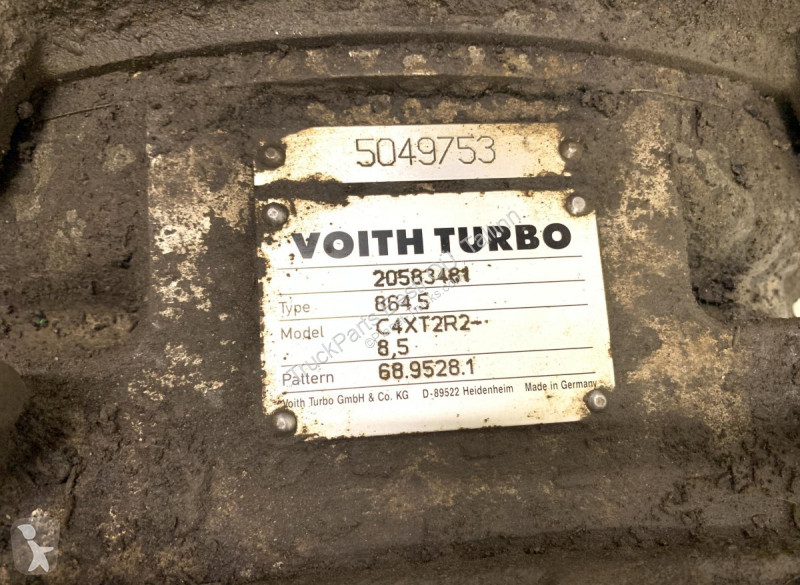 5049753
VOITH TURBO
20583481
Type 864.5
Model C4XT2R2-
8,5
Pattern 68.9528.1
Voith Turbo GmbH & Co. KG D-89522 Heidenheim Made in Germany